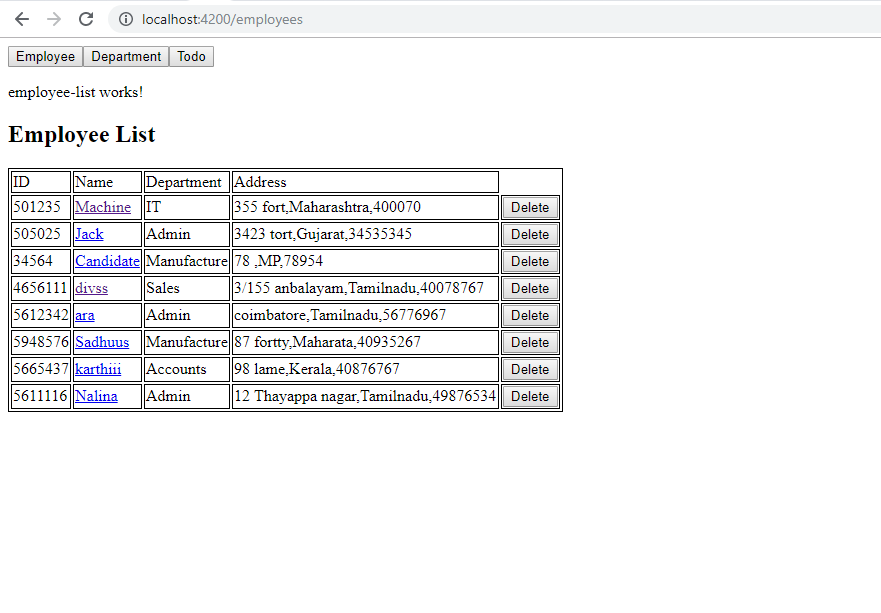 localhost:4200/employees
Employee Department Todo
employee-list works!
Employee List
ID Name Department Address
501235 Machine IT 355 fort,Maharashtra,400070 Delete
505025 Jack Admin 3423 tort,Gujarat,34535345 Delete
34564 Candidate Manufacture 78 ,MP,78954 Delete
4656111 divss Sales 3/155 anbalayam,Tamilnadu,40078767 Delete
5612342 ara Admin coimbatore,Tamilnadu,56776967 Delete
5948576 Sadhuus Manufacture 87 fortty,Maharata,40935267 Delete
5665437 karthiii Accounts 98 lame,Kerala,40876767 Delete
5611116 Nalina Admin 12 Thayappa nagar,Tamilnadu,49876534 Delete